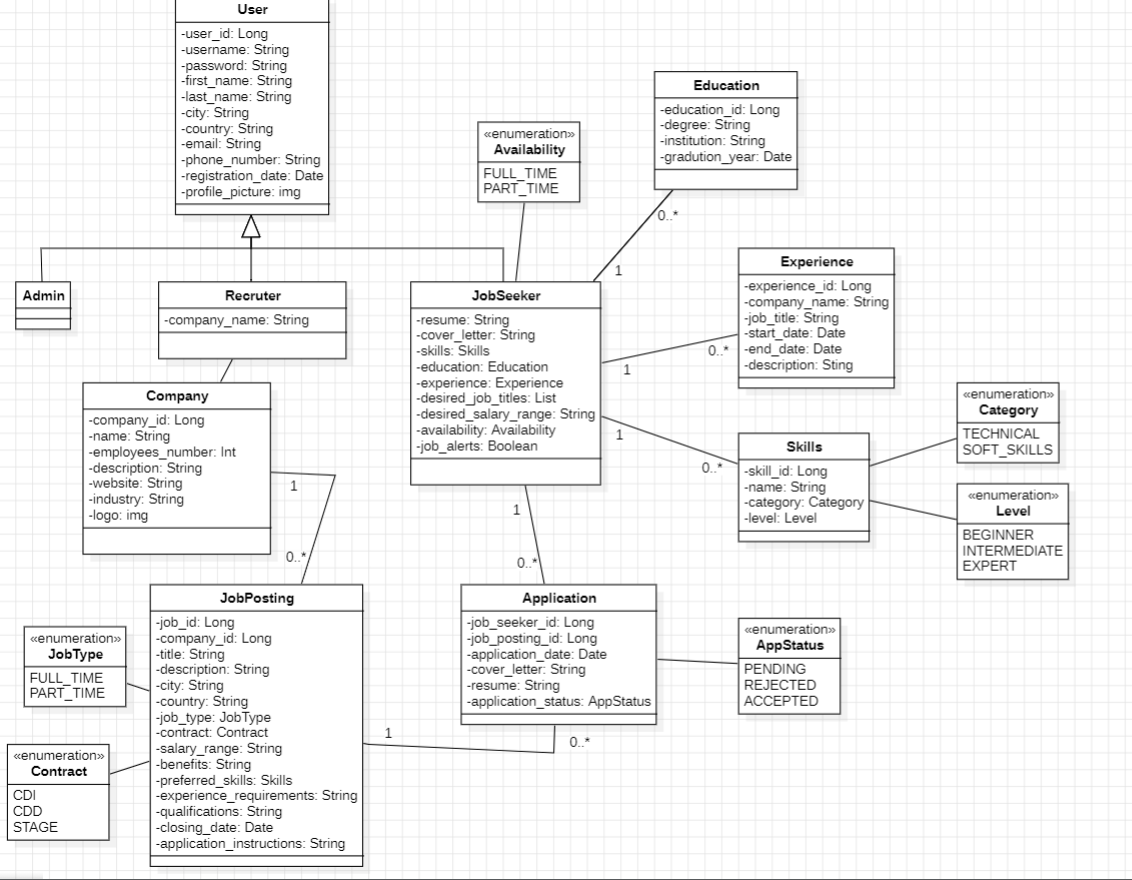 User
-user_id: Long
-username: String
-password: String
-first_name: String
-last_name: String
-city: String
-country: String
-email: String
-phone_number: String
-registration_date: Date
-profile_picture: img
«enumeration»
Availability
FULL_TIME
PART_TIME
Education
-education_id: Long
-degree: String
-institution: String
-gradution_year: Date
0..*
1
Admin
Recruter
-company_name: String
JobSeeker
-resume: String
-cover_letter: String
-skills: Skills
-education: Education
-experience: Experience
-desired_job_titles: List
-desired_salary_range: String
-availability: Availability
-job_alerts: Boolean
Experience
-experience_id: Long
-company_name: String
-job_title: String
-start_date: Date
-end_date: Date
-description: Sting
0..*
1
1
0..*
Company
-company_id: Long
-name: String
-employees_number: Int
-description: String
-website: String
-industry: String
-logo: img
1
0..*
Skills
-skill_id: Long
-name: String
-category: Category
-level: Level
«enumeration»
Category
TECHNICAL
SOFT_SKILLS
«enumeration»
Level
BEGINNER
INTERMEDIATE
EXPERT
1
0..*
JobPosting
-job_id: Long
-company_id: Long
-title: String
-description: String
-city: String
-country: String
-job_type: JobType
-contract: Contract
-salary_range: String
-benefits: String
-preferred_skills: Skills
-experience_requirements: String
-qualifications: String
-closing_date: Date
-application_instructions: String
Application
-job_seeker_id: Long
-job_posting_id: Long
-application_date: Date
-cover_letter: String
-resume: String
-application_status: AppStatus
«enumeration»
AppStatus
PENDING
REJECTED
ACCEPTED
«enumeration»
JobType
FULL_TIME
PART_TIME
1
0..*
«enumeration»
Contract
CDI
CDD
STAGE